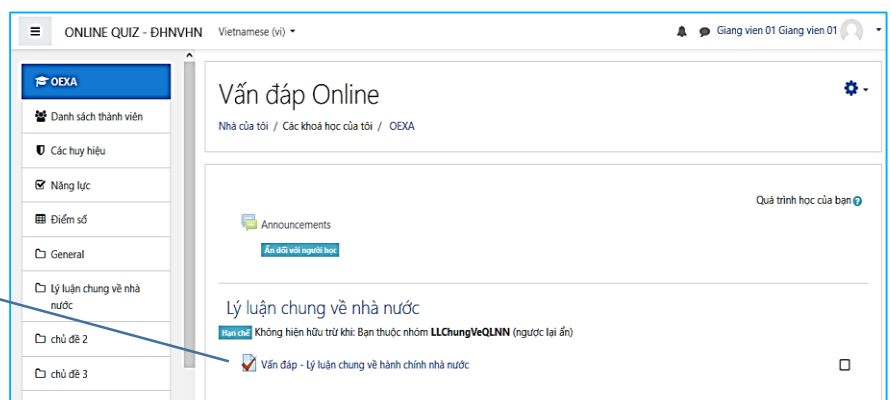 ONLINE QUIZ - ĐHNVHN Vietnamese (vi) Giang vien 01 Giang vien 01
OEXA
Danh sách thành viên
Các huy hiệu
Năng lực
Điểm số
General
Lý luận chung về nhà
nước
chủ đề 2
chủ đề 3
Vấn đáp Online
Nhà của tôi / Các khoá học của tôi / OEXA
Quá trình học của bạn
Announcements
Ẩn đối với người học
Lý luận chung về nhà nước
Hạn chế Không hiện hữu trừ khi: Bạn thuộc nhóm LLChungVeQLNN (ngược lại ẩn)
Vấn đáp - Lý luận chung về hành chính nhà nước